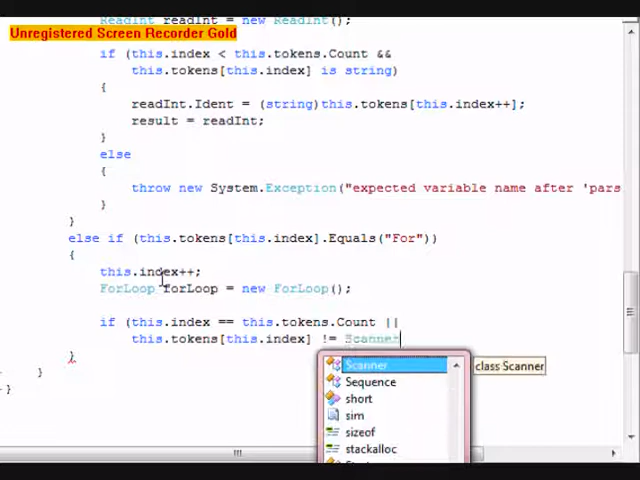 ReadInt readInt = new ReadInt();
Unregistered Screen Recorder Gold
if (this.index < this.tokens.Count &&
this.tokens[this.index] is string)
{
readInt.Ident = (string)this.tokens[this.index++];
result = readInt;
}
else
{
throw new System.Exception("expected variable name after 'pars
}
}
else if (this.tokens[this.index].Equals("For"))
{
this.index++;
ForLoop forLoop = new ForLoop();
if (this.index == this.tokens.Count ||
this.tokens[this.index] != Scanner
}
}
}
Scanner class Scanner
Sequence
short
sim
sizeof
stackalloc